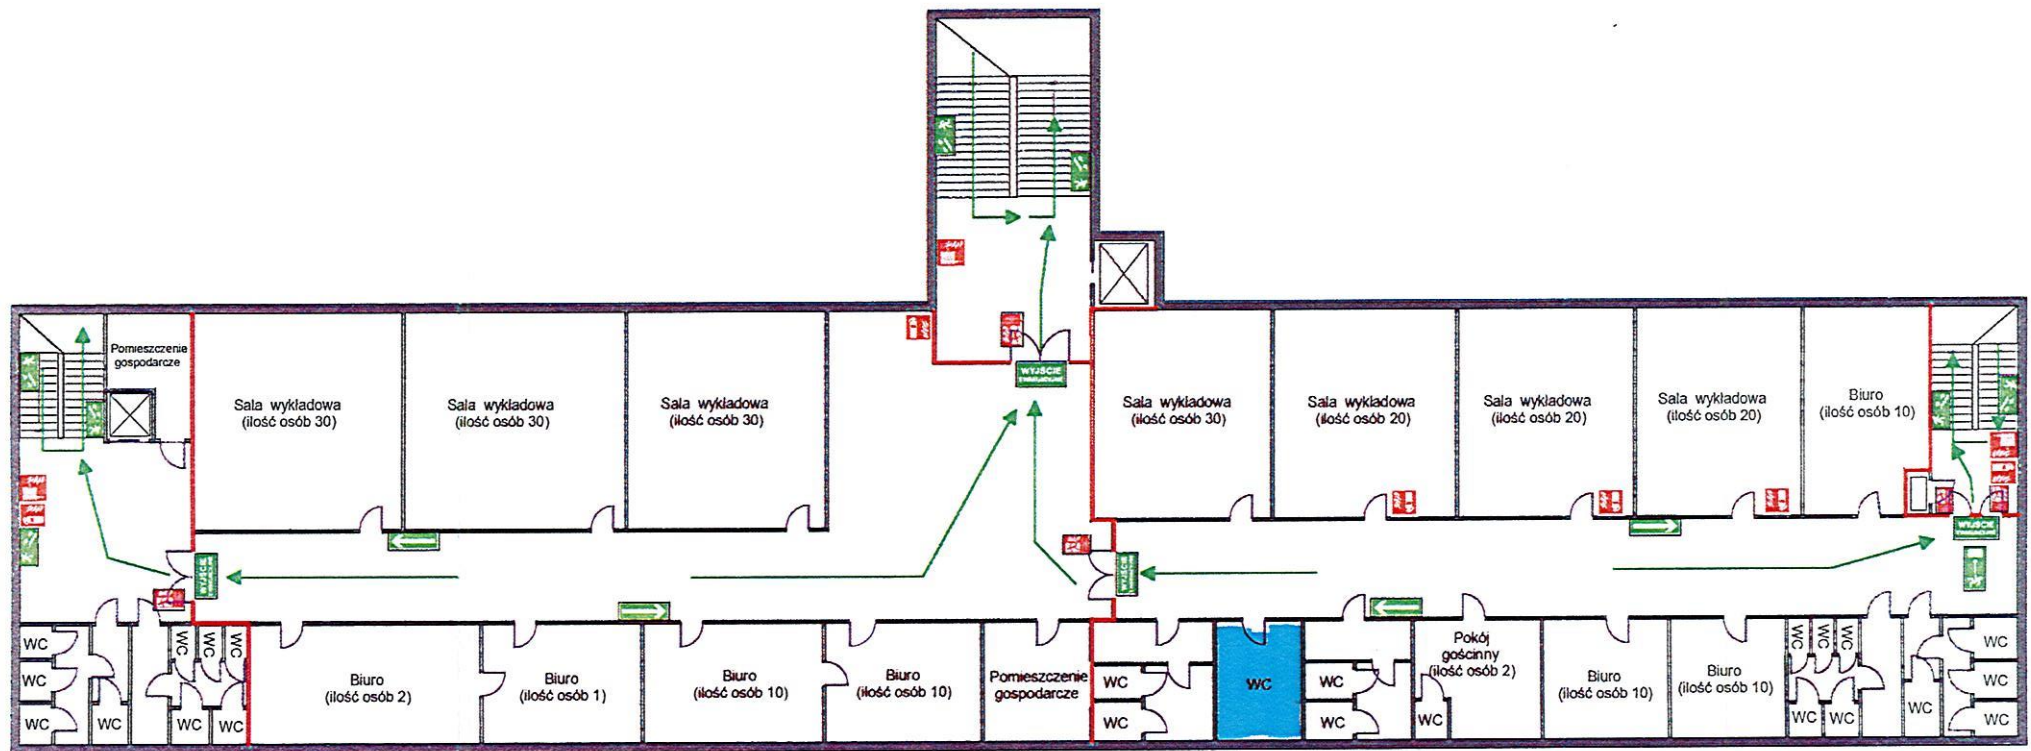 WYJŚCIE
EWAKUACYJNE
Pomieszczenie
gospodarcze
Sala wykładowa
(ilość osób 30)
Sala wykładowa
(ilość osób 30)
Sala wykładowa
(ilość osób 30)
Sala wykładowa
(ilość osób 30)
Sala wykładowa
(ilość osób 20)
Sala wykładowa
(ilość osób 20)
Sala wykładowa
(ilość osób 20)
Biuro
(ilość osób 10)
WYJŚCIE
EWAKUACYJNE
WYJŚCIE
EWAKUACYJNE
WYJŚCIE
EWAKUACYJNE
WC
WC
WC
WC
WC
WC
WC
WC
WC
Biuro
(ilość osób 2)
Biuro
(ilość osób 1)
Biuro
(ilość osób 10)
Biuro
(ilość osób 10)
Pomieszczenie
gospodarcze
WC
WC
WC
WC
WC
Pokój
gościnny
(ilość osób 2)
WC
Biuro
(ilość osób 10)
Biuro
(ilość osób 10)
WC
WC
WC
WC
WC
WC
WC
WC
WC